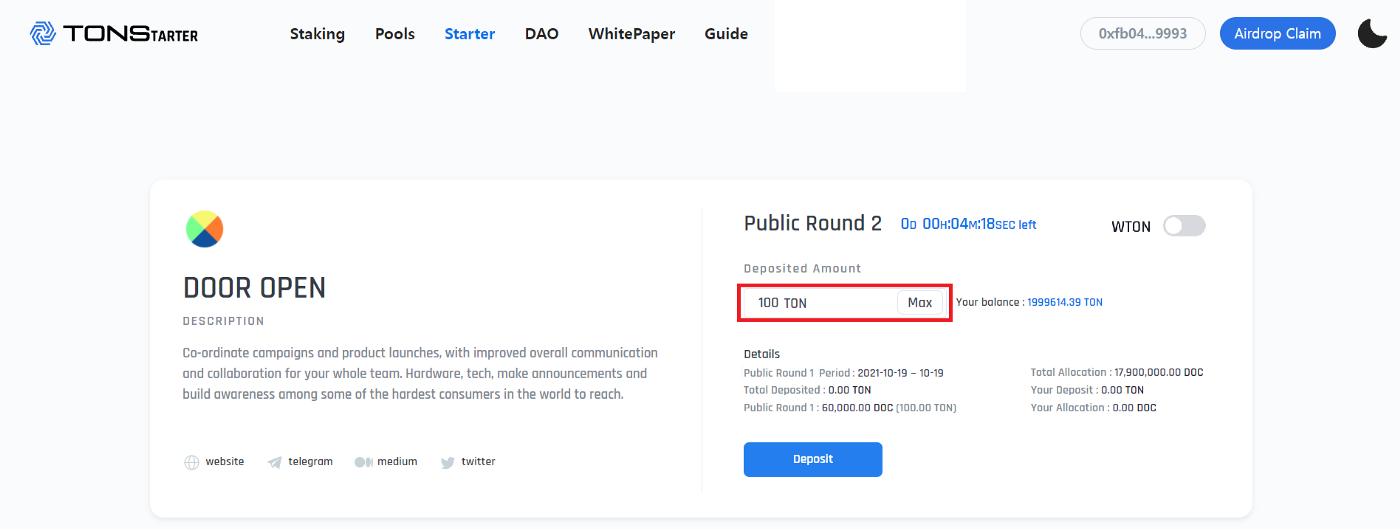 TONSTARTER Staking Pools Starter DAO WhitePaper Guide 0xfb04...9993 Airdrop Claim
Public Round 2 0D 00H:04M:18SEC left WTON
Deposited Amount
100 TON Max Your balance : 1999614.39 TON
DOOR OPEN
DESCRIPTION
Co-ordinate campaigns and product launches, with improved overall communication
and collaboration for your whole team. Hardware, tech, make announcements and
build awareness among some of the hardest consumers in the world to reach.
website telegram medium twitter
Details
Public Round 1 Period : 2021-10-19 ~ 10-19 Total Allocation : 17,900,000.00 DOC
Total Deposited : 0.00 TON Your Deposit : 0.00 TON
Public Round 1 : 60,000.00 DOC (100.00 TON) Your Allocation : 0.00 DOC
Deposit